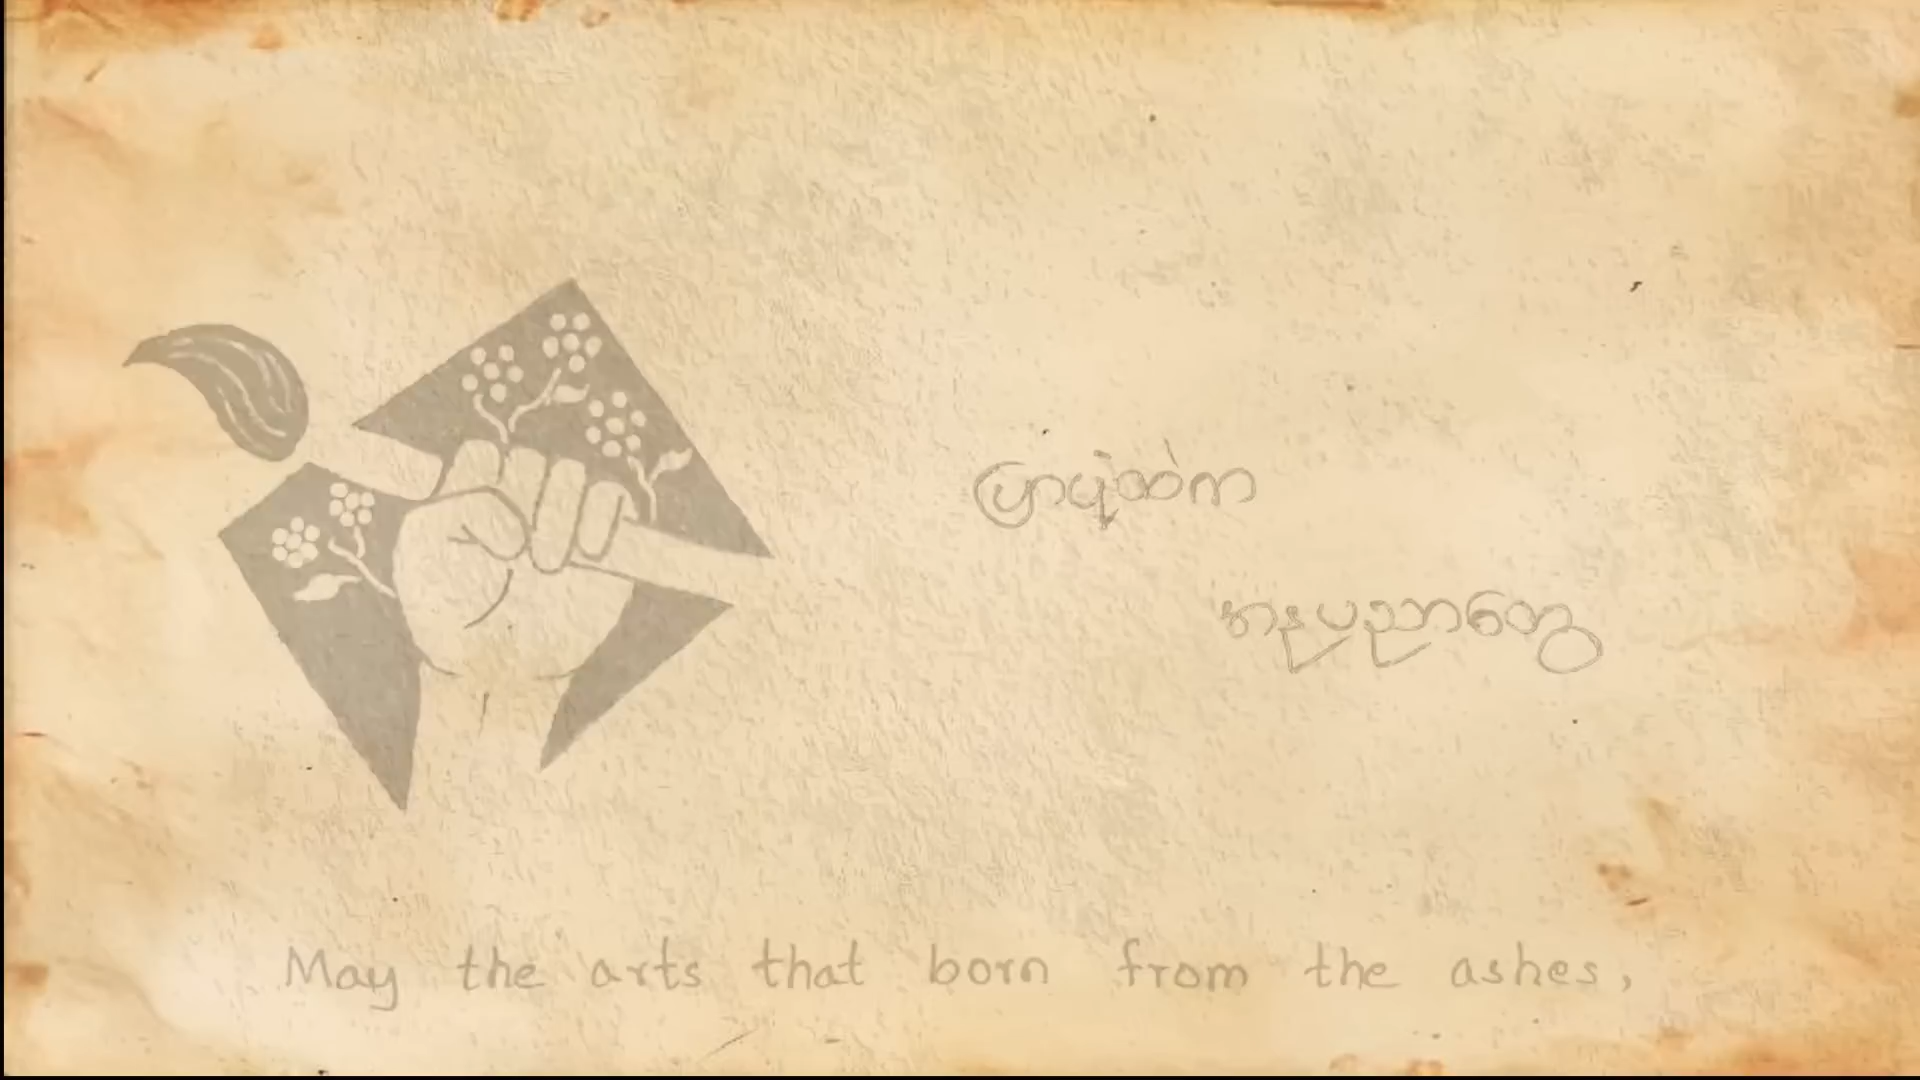 ပြာပုံထဲက
အနုပညာတွေ
May the arts that born from the ashes,